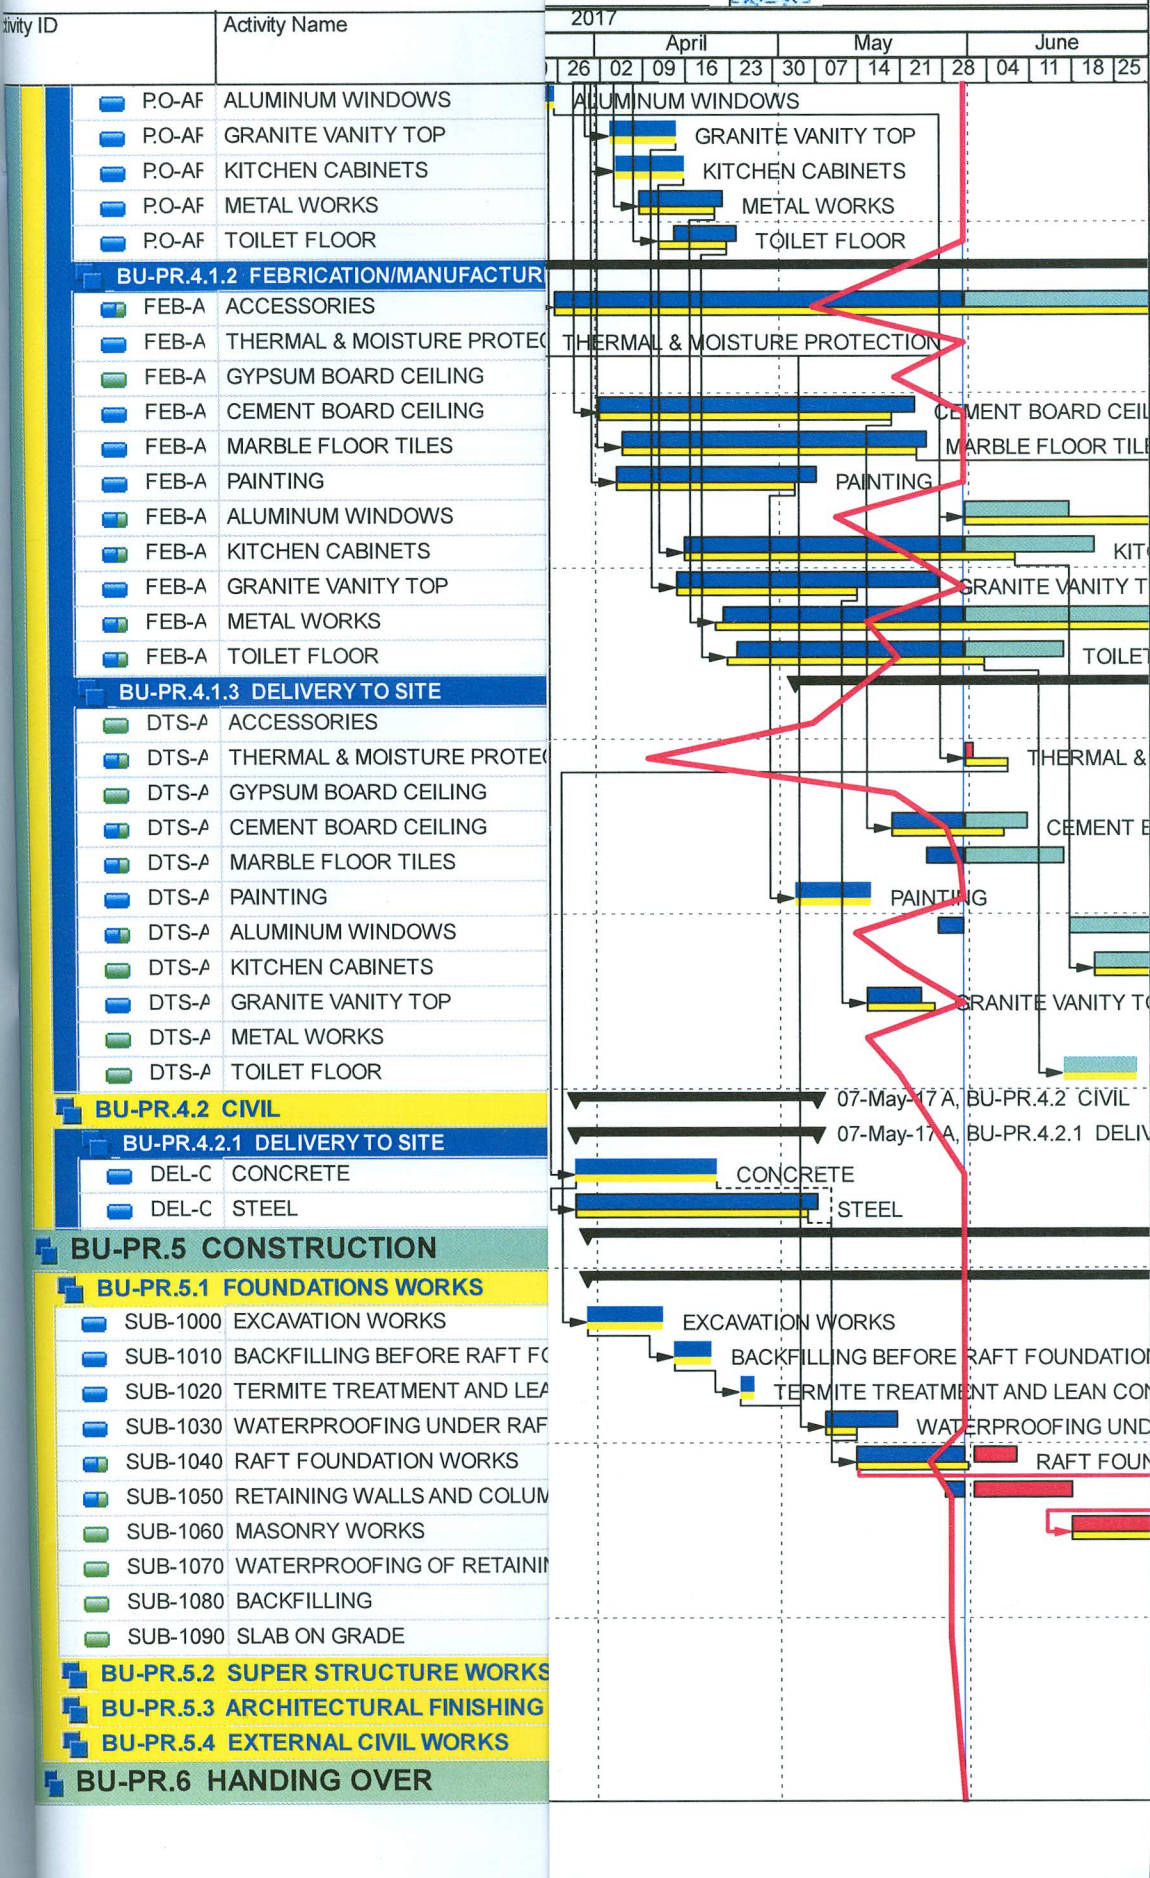 tivity ID Activity Name 2017
April May June
26 02 09 16 23 30 07 14 21 28 04 11 18 25
P.O-AF ALUMINUM WINDOWS ALUMINUM WINDOWS
P.O-AF GRANITE VANITY TOP GRANITE VANITY TOP
P.O-AF KITCHEN CABINETS KITCHEN CABINETS
P.O-AF METAL WORKS METAL WORKS
P.O-AF TOILET FLOOR TOILET FLOOR
BU-PR.4.1.2 FEBRICATION/MANUFACTURI
FEB-A ACCESSORIES
FEB-A THERMAL & MOISTURE PROTEC THERMAL & MOISTURE PROTECTION
FEB-A GYPSUM BOARD CEILING
FEB-A CEMENT BOARD CEILING CEMENT BOARD CEIL
FEB-A MARBLE FLOOR TILES MARBLE FLOOR TILE
FEB-A PAINTING PAINTING
FEB-A ALUMINUM WINDOWS
FEB-A KITCHEN CABINETS KITC
FEB-A GRANITE VANITY TOP GRANITE VANITY T
FEB-A METAL WORKS
FEB-A TOILET FLOOR TOILET
BU-PR.4.1.3 DELIVERY TO SITE
DTS-A ACCESSORIES
DTS-A THERMAL & MOISTURE PROTEC THERMAL &
DTS-A GYPSUM BOARD CEILING
DTS-A CEMENT BOARD CEILING CEMENT B
DTS-A MARBLE FLOOR TILES
DTS-A PAINTING PAINTING
DTS-A ALUMINUM WINDOWS
DTS-A KITCHEN CABINETS
DTS-A GRANITE VANITY TOP GRANITE VANITY TO
DTS-A METAL WORKS
DTS-A TOILET FLOOR
BU-PR.4.2 CIVIL 07-May-17 A, BU-PR.4.2 CIVIL
BU-PR.4.2.1 DELIVERY TO SITE 07-May-17 A, BU-PR.4.2.1 DELIV
DEL-C CONCRETE CONCRETE
DEL-C STEEL STEEL
BU-PR.5 CONSTRUCTION
BU-PR.5.1 FOUNDATIONS WORKS
SUB-1000 EXCAVATION WORKS EXCAVATION WORKS
SUB-1010 BACKFILLING BEFORE RAFT FO BACKFILLING BEFORE RAFT FOUNDATION
SUB-1020 TERMITE TREATMENT AND LEA TERMITE TREATMENT AND LEAN CON
SUB-1030 WATERPROOFING UNDER RAF WATERPROOFING UND
SUB-1040 RAFT FOUNDATION WORKS RAFT FOUN
SUB-1050 RETAINING WALLS AND COLUM
SUB-1060 MASONRY WORKS
SUB-1070 WATERPROOFING OF RETAININ
SUB-1080 BACKFILLING
SUB-1090 SLAB ON GRADE
BU-PR.5.2 SUPER STRUCTURE WORKS
BU-PR.5.3 ARCHITECTURAL FINISHING
BU-PR.5.4 EXTERNAL CIVIL WORKS
BU-PR.6 HANDING OVER